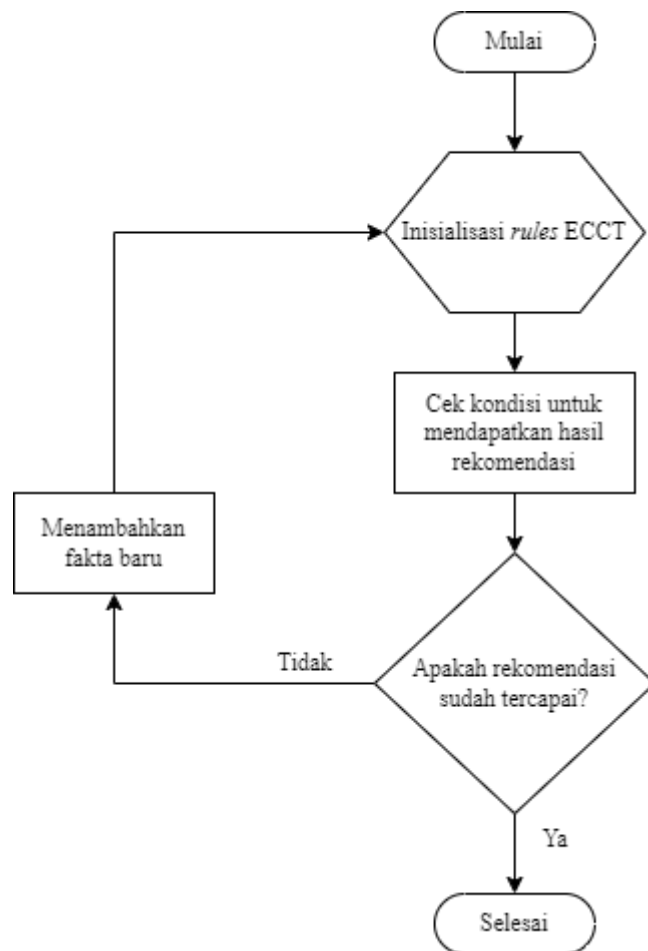 Mulai
Inisialisasi rules ECCT
Cek kondisi untuk
mendapatkan hasil
rekomendasi
Menambahkan
fakta baru
Tidak
Apakah rekomendasi
sudah tercapai?
Ya
Selesai